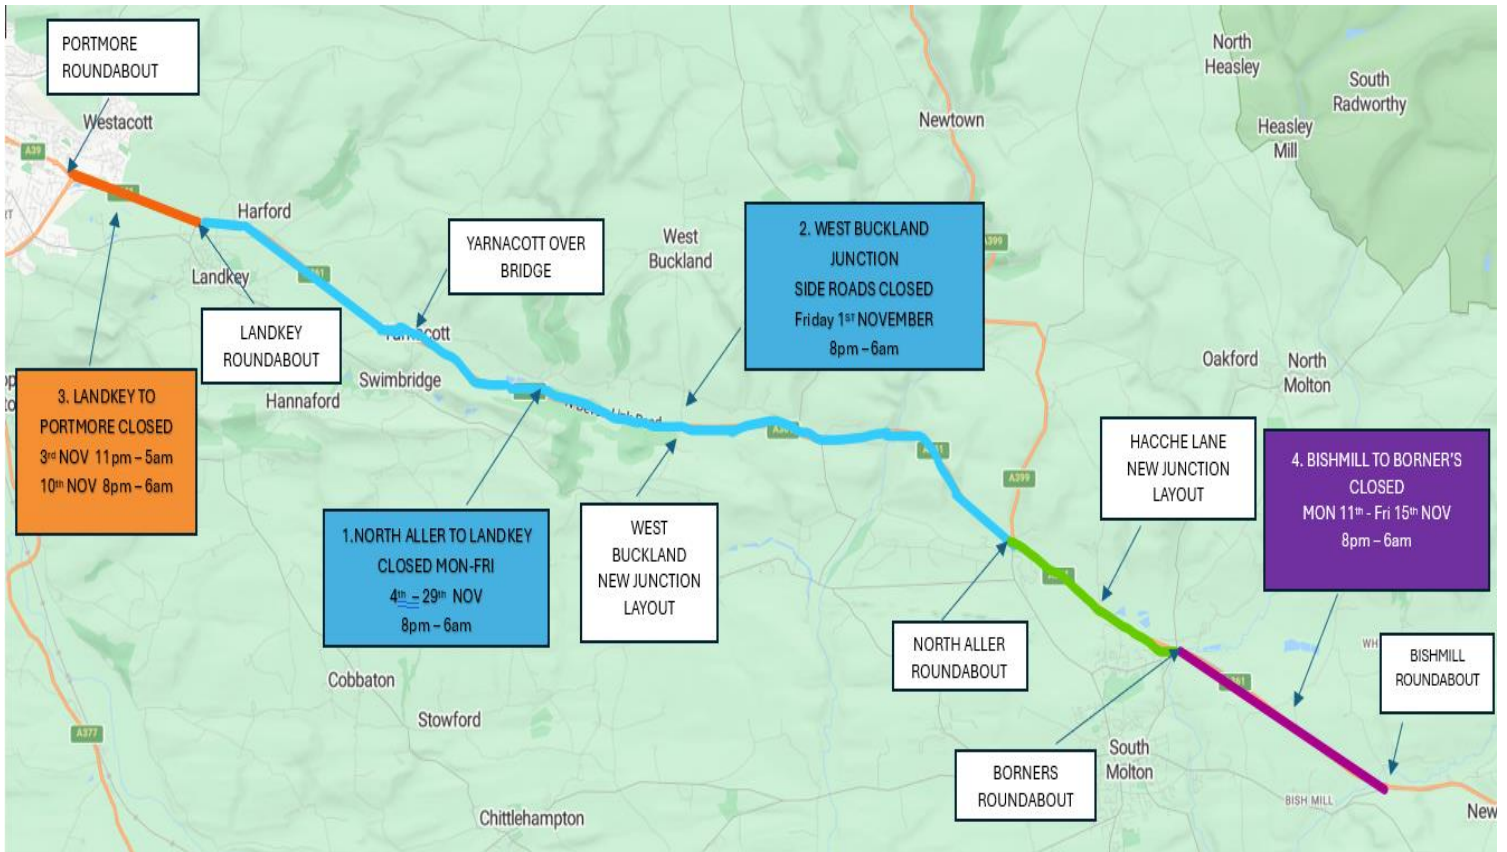 PORTMORE
ROUNDABOUT
Westacott
A39
Harford
Landkey
LANDKEY
ROUNDABOUT
YARNACOTT OVER
BRIDGE
Swimbridge
Hannaford
West
Buckland
Newtown
North
Heasley
South
Radworthy
Heasley
Mill
2. WEST BUCKLAND
JUNCTION
SIDE ROADS CLOSED
Friday 1ST NOVEMBER
8pm – 6am
A399
Oakford
North
Molton
3. LANDKEY TO
PORTMORE CLOSED
3rd NOV 11pm – 5am
10th NOV 8pm – 6am
1.NORTH ALLER TO LANDKEY
CLOSED MON-FRI
4th – 29th NOV
8pm – 6am
WEST
BUCKLAND
NEW JUNCTION
LAYOUT
A399
HACCHE LANE
NEW JUNCTION
LAYOUT
4. BISHMILL TO BORNER'S
CLOSED
MON 11th - Fri 15th NOV
8pm – 6am
NORTH ALLER
ROUNDABOUT
WH
BISHMILL
ROUNDABOUT
Cobbaton
Stowford
A377
BORNERS
ROUNDABOUT
South
Molton
BISH MILL
New
Chittlehampton